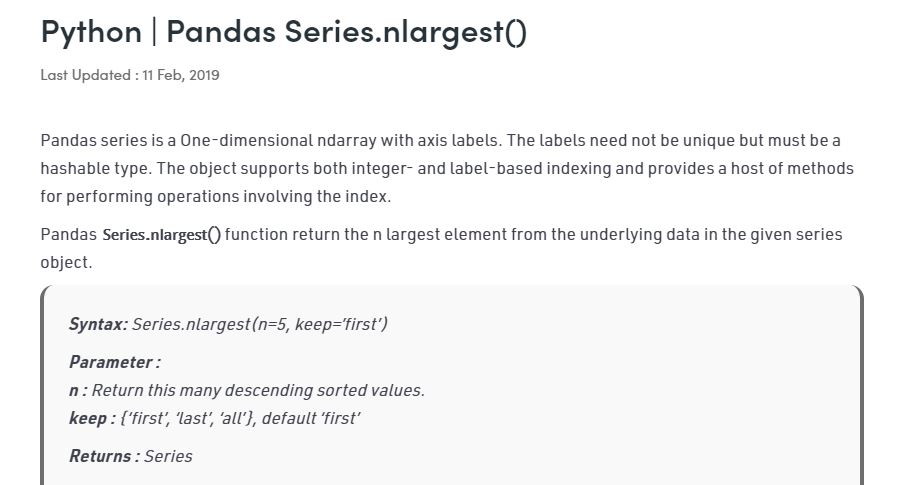 Python | Pandas Series.nlargest()
Last Updated : 11 Feb, 2019
Pandas series is a One-dimensional ndarray with axis labels. The labels need not be unique but must be a
hashable type. The object supports both integer- and label-based indexing and provides a host of methods
for performing operations involving the index.
Pandas Series.nlargest() function return the n largest element from the underlying data in the given series
object.
Syntax: Series.nlargest(n=5, keep=’first’)
Parameter :
n : Return this many descending sorted values.
keep : {‘first’, ‘last’, ‘all’}, default ‘first’
Returns : Series